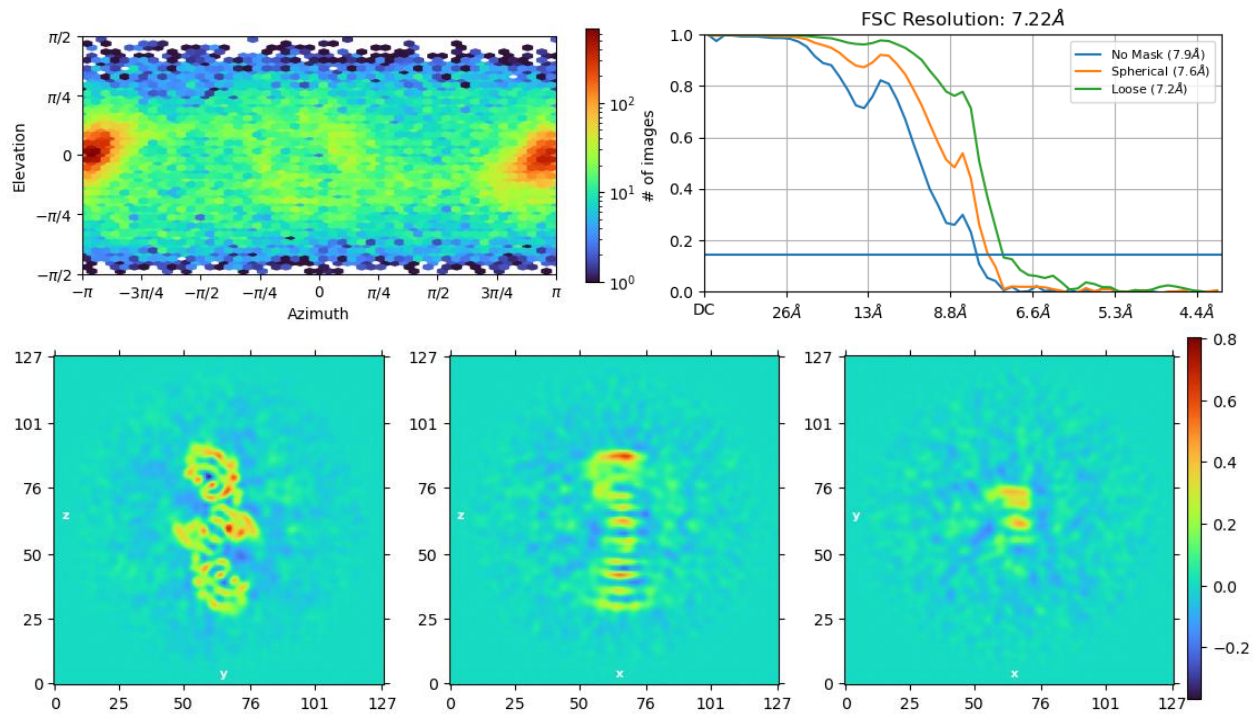 FSC Resolution: 7.22Å
π/2
π/4
0
−π/4
−π/2
Elevation
−π
−3π/4
−π/2
−π/4
0
π/4
π/2
3π/4
π
Azimuth
10²
10¹
10⁰
# of images
1.0
0.8
0.6
0.4
0.2
0.0
No Mask (7.9Å)
Spherical (7.6Å)
Loose (7.2Å)
DC
26Å
13Å
8.8Å
6.6Å
5.3Å
4.44Å
127
101
76
50
25
0
z
y
0
25
50
76
101
127
127
101
76
50
25
0
z
x
0
25
50
76
101
127
127
101
76
50
25
0
y
x
0
25
50
76
101
127
0.8
0.6
0.4
0.2
0.0
−0.2